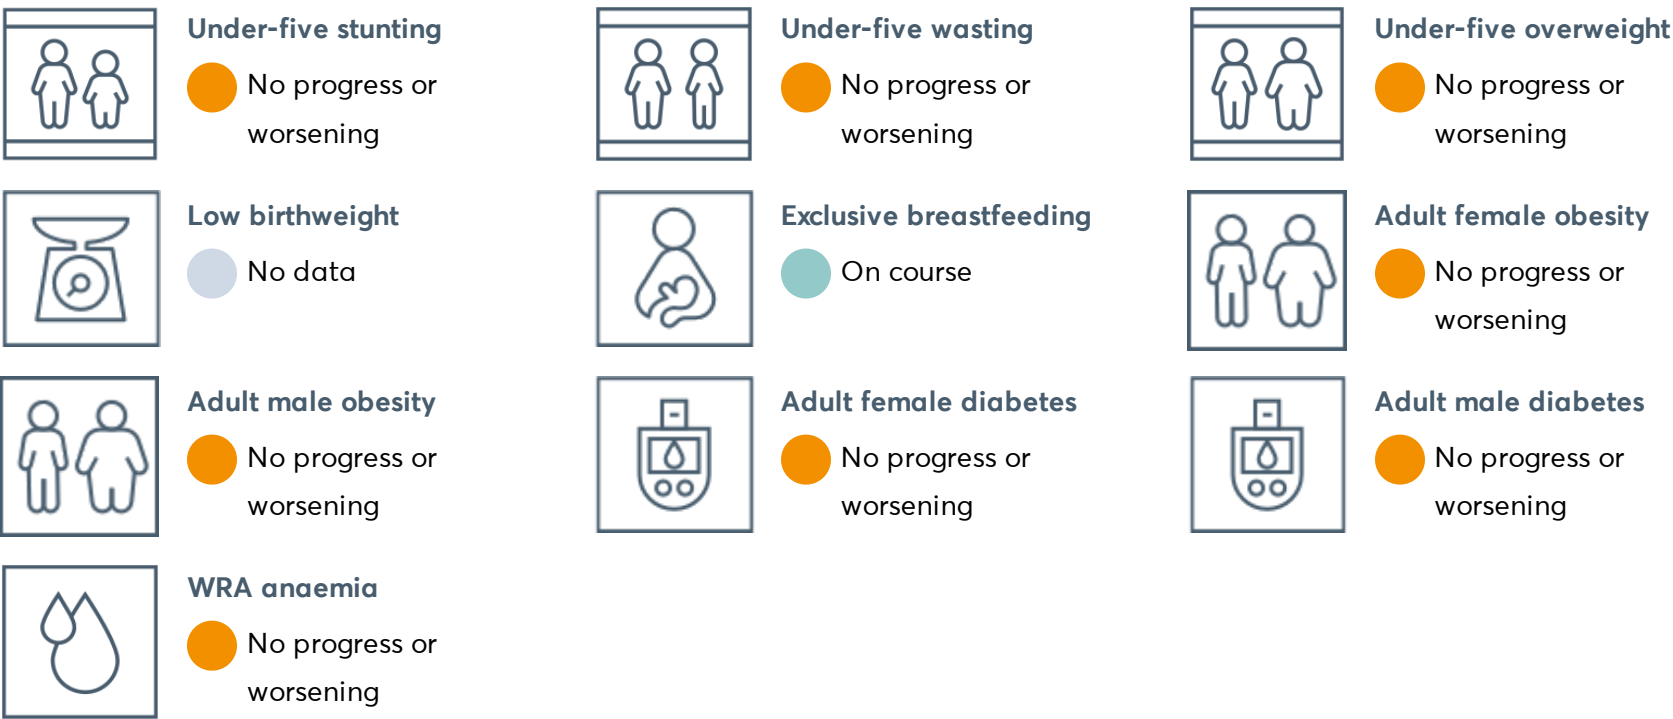 Under-five stunting
No progress or
worsening
Under-five wasting
No progress or
worsening
Under-five overweight
No progress or
worsening
Low birthweight
No data
Exclusive breastfeeding
On course
Adult female obesity
No progress or
worsening
Adult male obesity
No progress or
worsening
Adult female diabetes
No progress or
worsening
Adult male diabetes
No progress or
worsening
WRA anaemia
No progress or
worsening